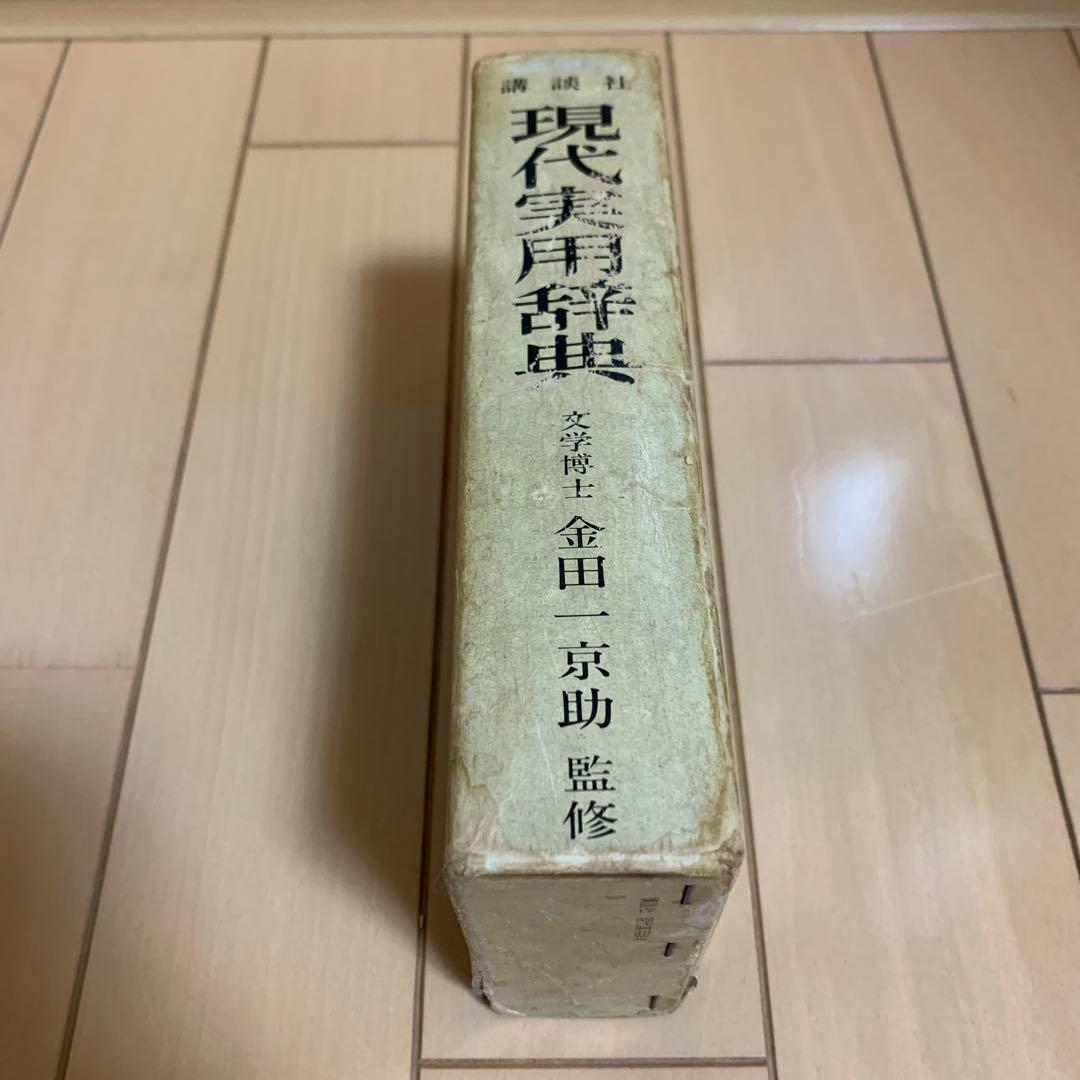 講談社
現代実用辞典
文学博士 金田一京助 監修